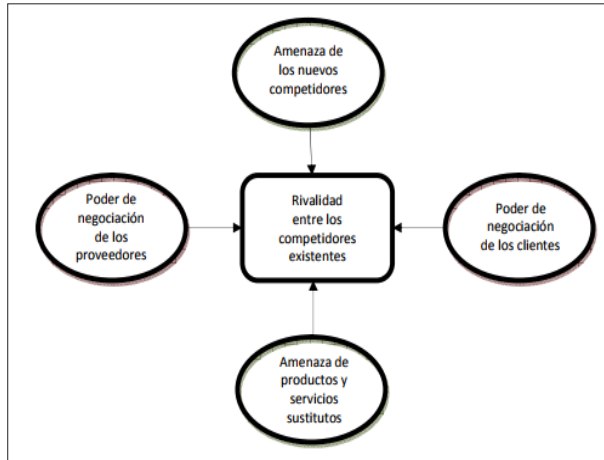 Amenaza de
los nuevos
competidores
Poder de
negociación
de los
proveedores
Rivalidad
entre los
competidores
existentes
Poder de
negociación
de los clientes
Amenaza de
productos y
servicios
sustitutos